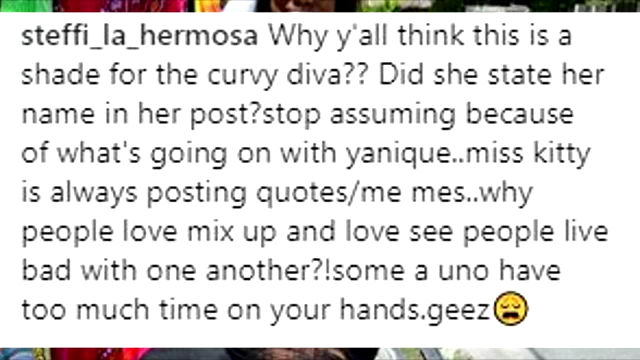 steffi_la_hermosa Why y'all think this is a
shade for the curvy diva?? Did she state her
name in her post?stop assuming because
of what's going on with yanique..miss kitty
is always posting quotes/me mes..why
people love mix up and love see people live
bad with one another?!some a uno have
too much time on your hands.geez😩